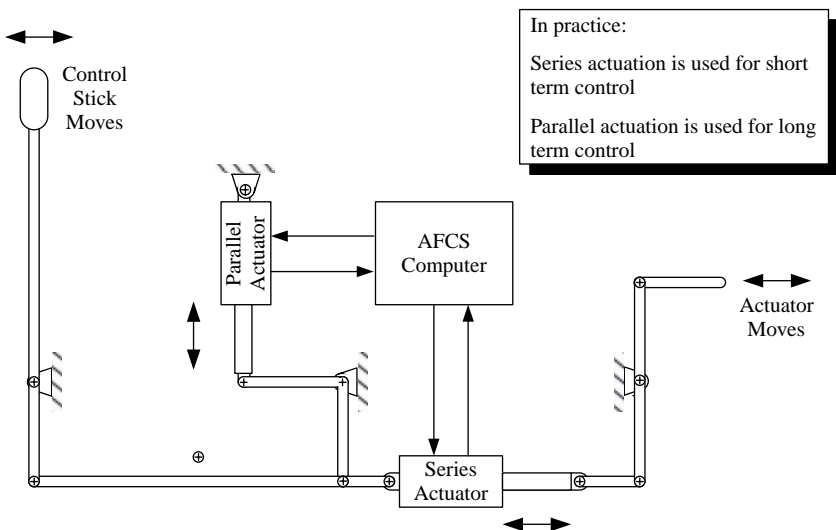 In practice:
Series actuation is used for short
term control
Parallel actuation is used for long
term control
Control
Stick
Moves
Parallel
Actuator
AFCS
Computer
Actuator
Moves
Series
Actuator